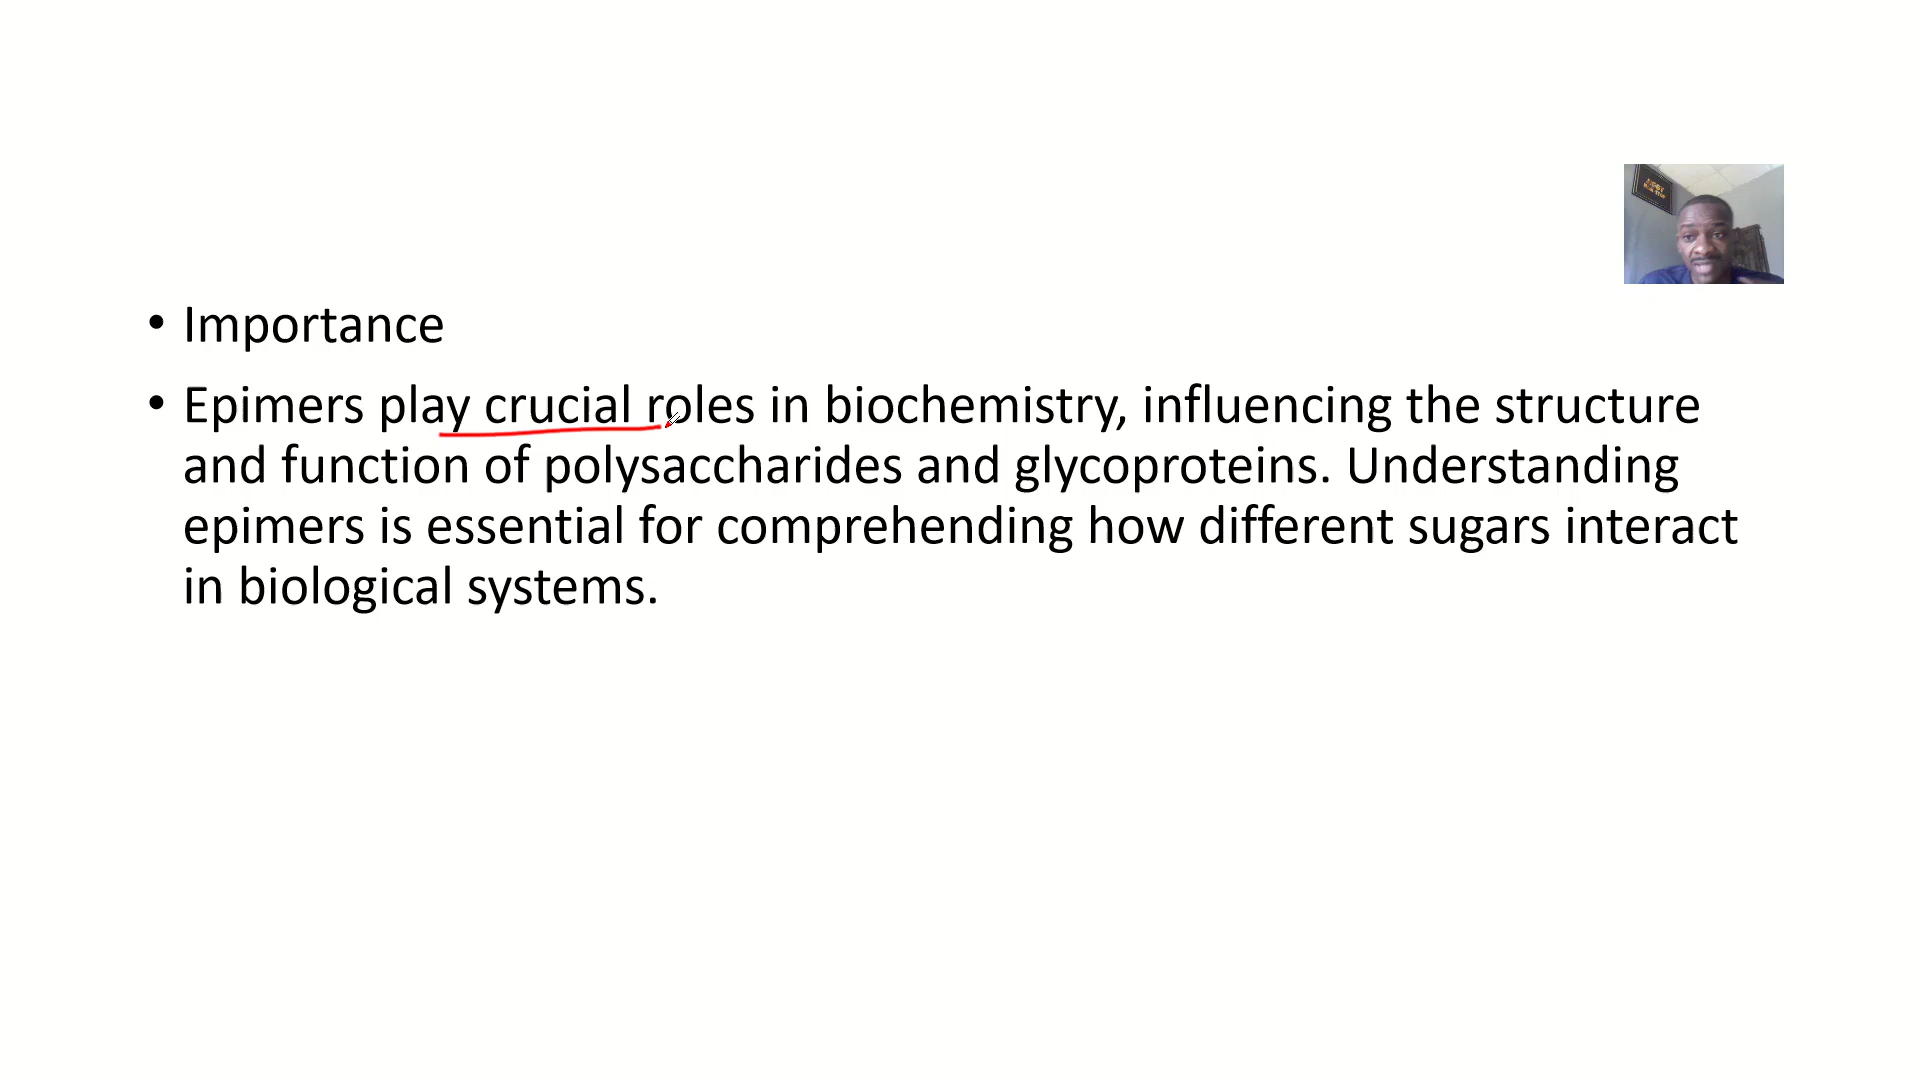 • Importance
• Epimers play crucial roles in biochemistry, influencing the structure
and function of polysaccharides and glycoproteins. Understanding
epimers is essential for comprehending how different sugars interact
in biological systems.